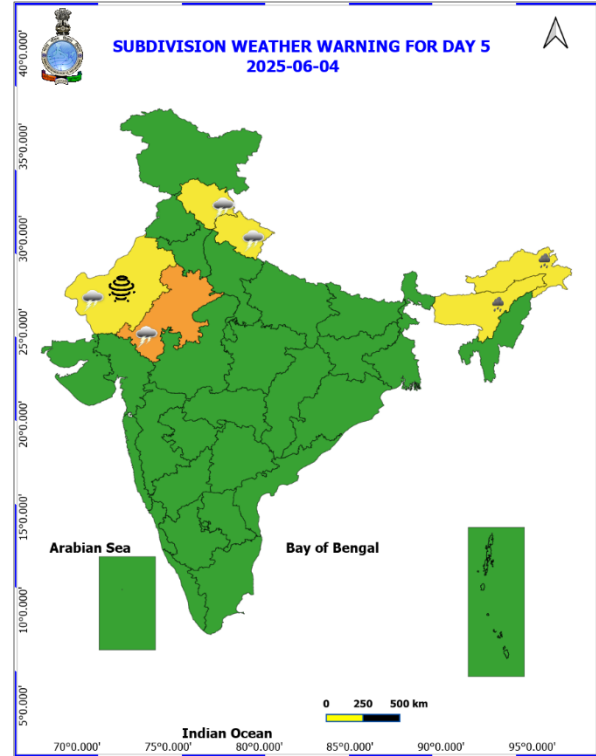 SUBDIVISION WEATHER WARNING FOR DAY 5
2025-06-04
40°0.000'
35°0.000'
30°0.000'
25°0.000'
20°0.000'
15°0.000'
10°0.000'
5°0.000'
Arabian Sea
Bay of Bengal
0 250 500 km
Indian Ocean
70°0.000' 75°0.000' 80°0.000' 85°0.000' 90°0.000' 95°0.000'